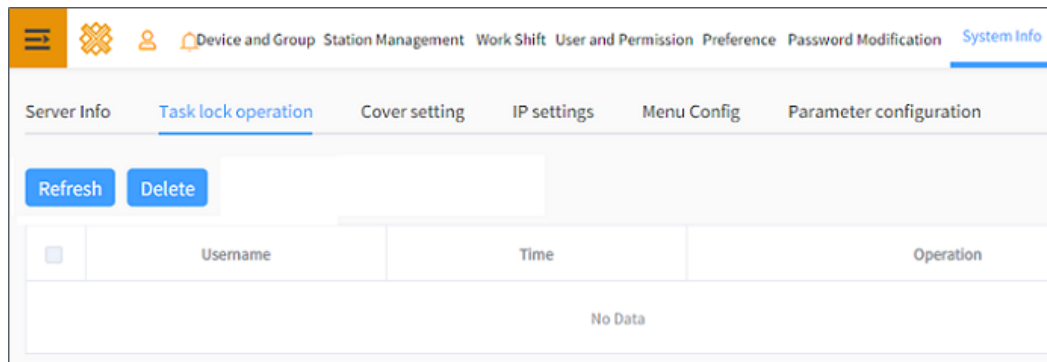 Device and Group Station Management Work Shift User and Permission Preference Password Modification System Info
Server Info Task lock operation Cover setting IP settings Menu Config Parameter configuration
Refresh Delete
Username Time Operation
No Data